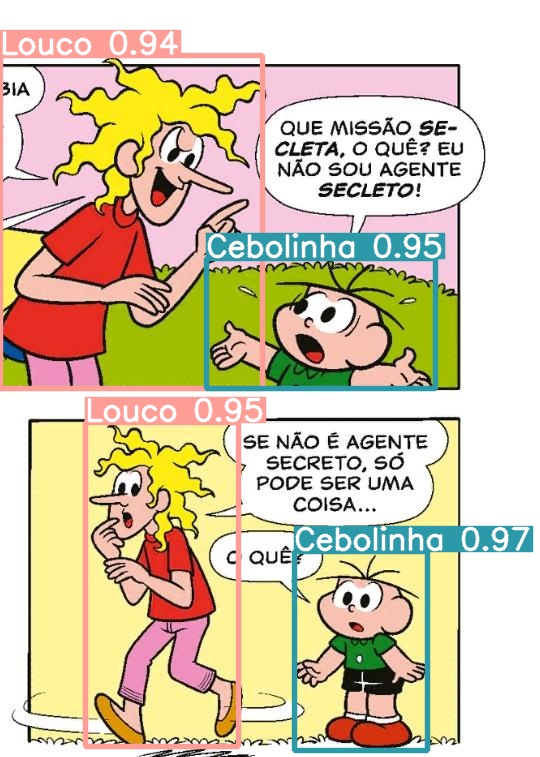 Louco 0.94
BIA
QUE MISSÃO SE-
CLETA, O QUÊ? EU
NÃO SOU AGENTE
SECLETO!
Cebolinha 0.95
Louco 0.95
SE NÃO É AGENTE
SECRETO, SÓ
PODE SER UMA
COISA...
Cebolinha 0.97
O QUÊ?